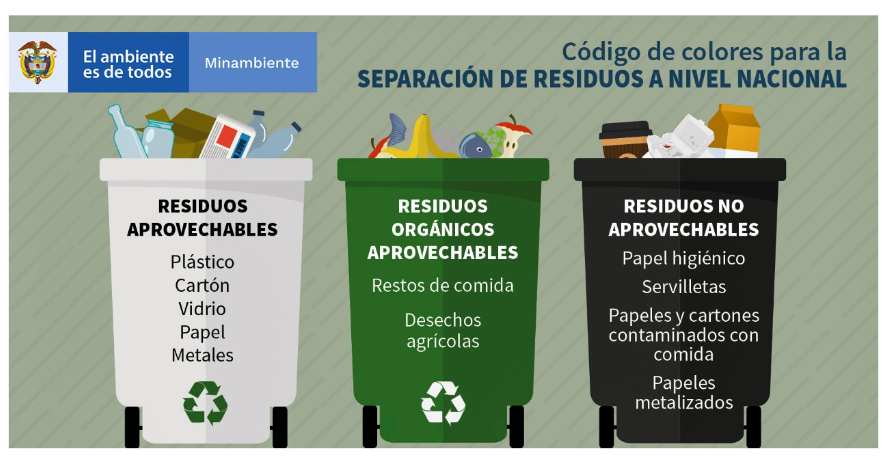 El ambiente
es de todos
Minambiente
Código de colores para la
SEPARACIÓN DE RESIDUOS A NIVEL NACIONAL
RESIDUOS
APROVECHABLES
Plástico
Cartón
Vidrio
Papel
Metales
RESIDUOS
ORGÁNICOS
APROVECHABLES
Restos de comida
Desechos
agrícolas
RESIDUOS NO
APROVECHABLES
Papel higiénico
Servilletas
Papeles y cartones
contaminados con
comida
Papeles
metalizados